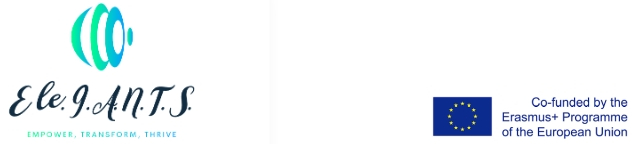 Ele.G.A.N.T.S.
EMPOWER, TRANSFORM, THRIVE
Co-funded by the
Erasmus+ Programme
of the European Union